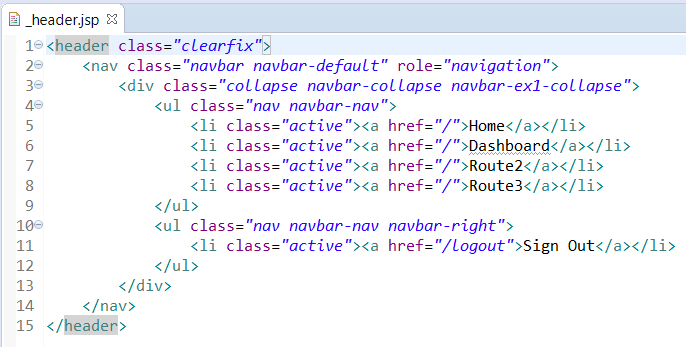 _header.jsp
1 <header class="clearfix">
2     <nav class="navbar navbar-default" role="navigation">
3         <div class="collapse navbar-collapse navbar-ex1-collapse">
4             <ul class="nav navbar-nav">
5                 <li class="active"><a href="/">Home</a></li>
6                 <li class="active"><a href="/">Dashboard</a></li>
7                 <li class="active"><a href="/">Route2</a></li>
8                 <li class="active"><a href="/">Route3</a></li>
9             </ul>
10             <ul class="nav navbar-nav navbar-right">
11                 <li class="active"><a href="/logout">Sign Out</a></li>
12             </ul>
13         </div>
14     </nav>
15 </header>